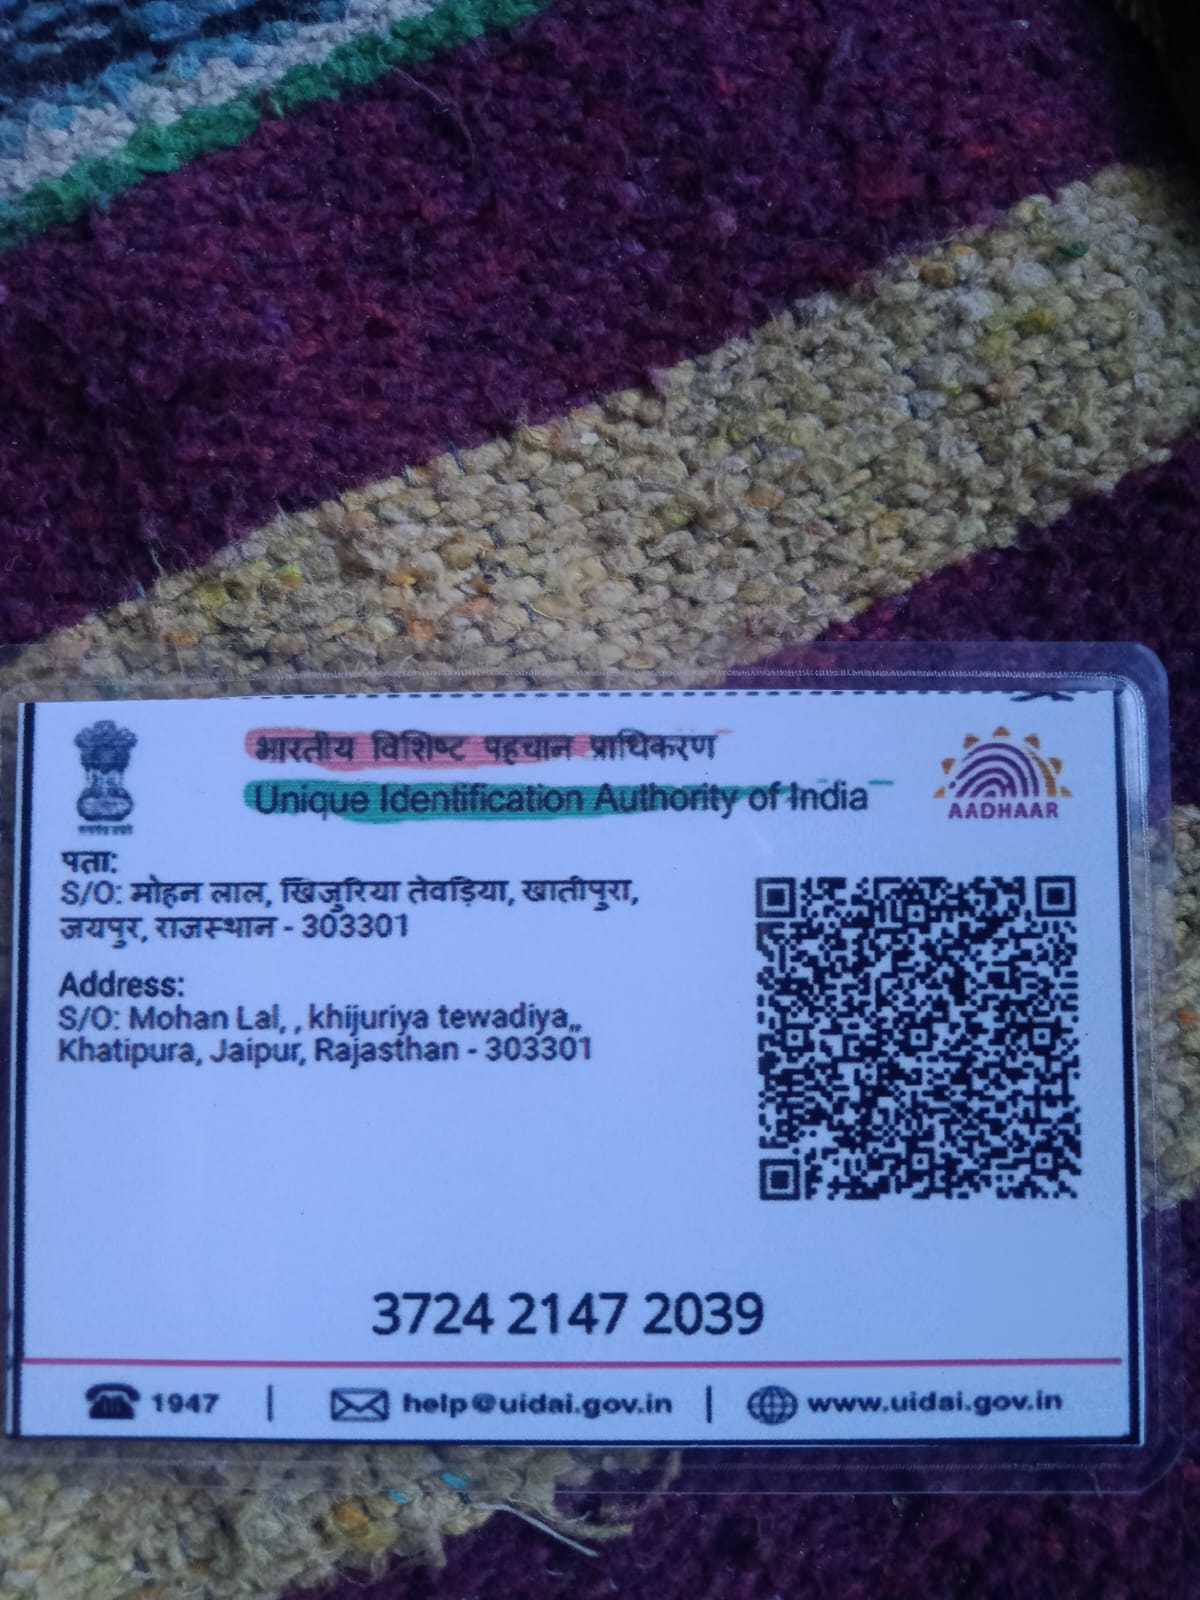 भारतीय विशिष्ट पहचान प्राधिकरण
Unique Identification Authority of India
AADHAAR
पता:
S/O: मोहन लाल, खिजुरिया तेवड़िया, खातीपुरा,
जयपुर, राजस्थान - 303301
Address:
S/O: Mohan Lal, , khijuriya tewadiya,,
Khatipura, Jaipur, Rajasthan - 303301
3724 2147 2039
1947 | help@uidai.gov.in | www.uidai.gov.in